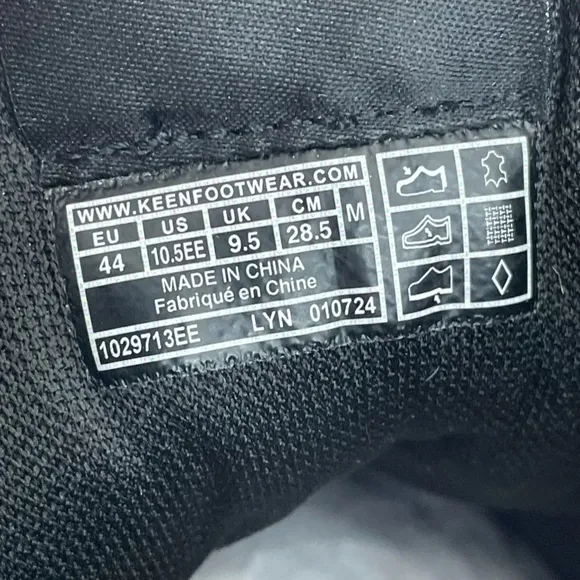 WWW.KEENFOOTWEAR.COM
EU US UK CM M
44 10.5EE 9.5 28.5
MADE IN CHINA
Fabriqué en Chine
1029713EE LYN 010724